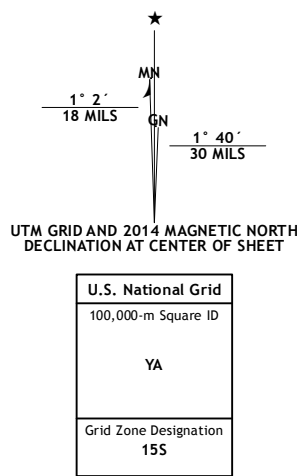 MN
1° 2´
18 MILS
GN
1° 40´
30 MILS
UTM GRID AND 2014 MAGNETIC NORTH
DECLINATION AT CENTER OF SHEET
U.S. National Grid
100,000-m Square ID
YA
Grid Zone Designation
15S